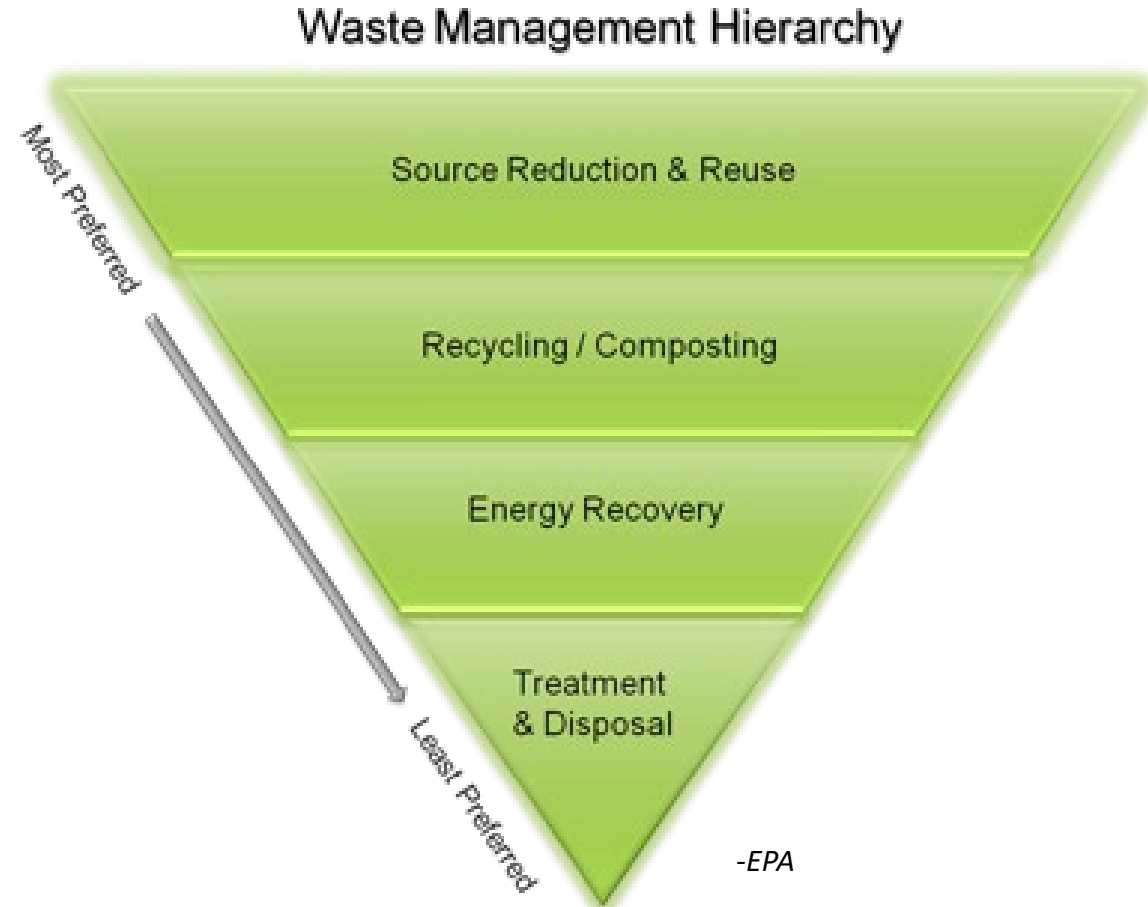 Waste Management Hierarchy
Most Preferred
Source Reduction & Reuse
Recycling / Composting
Energy Recovery
Treatment
& Disposal
Least Preferred
-EPA